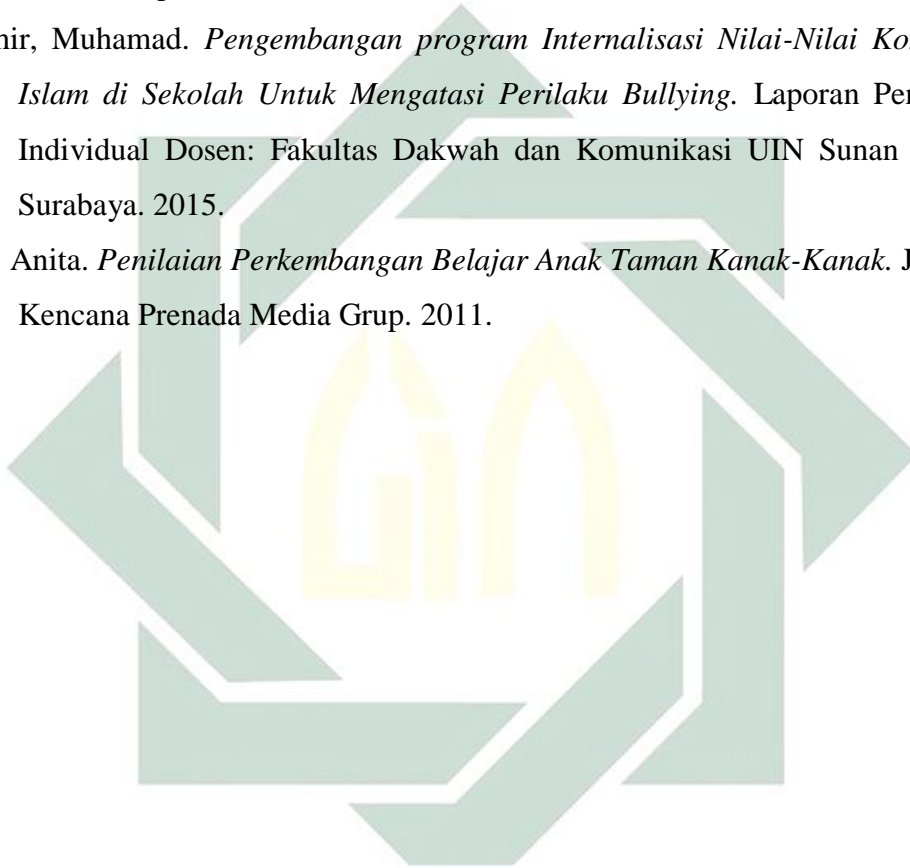 hir, Muhamad. Pengembangan program Internalisasi Nilai-Nilai Ko
Islam di Sekolah Untuk Mengatasi Perilaku Bullying. Laporan Pe
Individual Dosen: Fakultas Dakwah dan Komunikasi UIN Sunan
Surabaya. 2015.
Anita. Penilaian Perkembangan Belajar Anak Taman Kanak-Kanak. J
Kencana Prenada Media Grup. 2011.